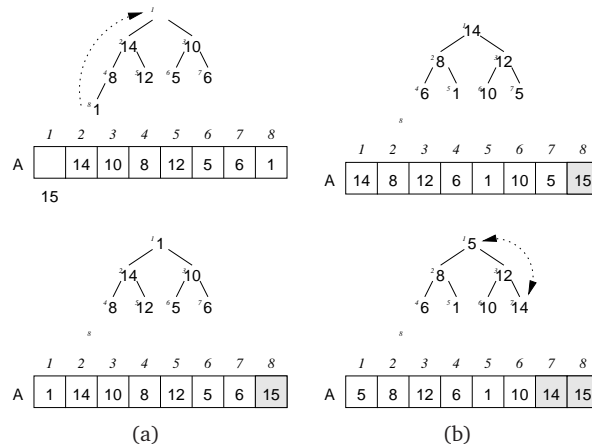 1
2 14 3 10
4 8 5 12 6 5 7 6
8 1
1 2 3 4 5 6 7 8
A 14 10 8 12 5 6 1
15
1 14
2 8 3 12
4 6 5 1 6 10 7 5
8
1 2 3 4 5 6 7 8
A 14 8 12 6 1 10 5 15
1 1
2 14 3 10
4 8 5 12 6 5 7 6
8
1 2 3 4 5 6 7 8
A 1 14 10 8 12 5 6 15
(a)
1 5
2 8 3 12
4 6 5 1 6 10 7 14
8
1 2 3 4 5 6 7 8
A 5 8 12 6 1 10 14 15
(b)